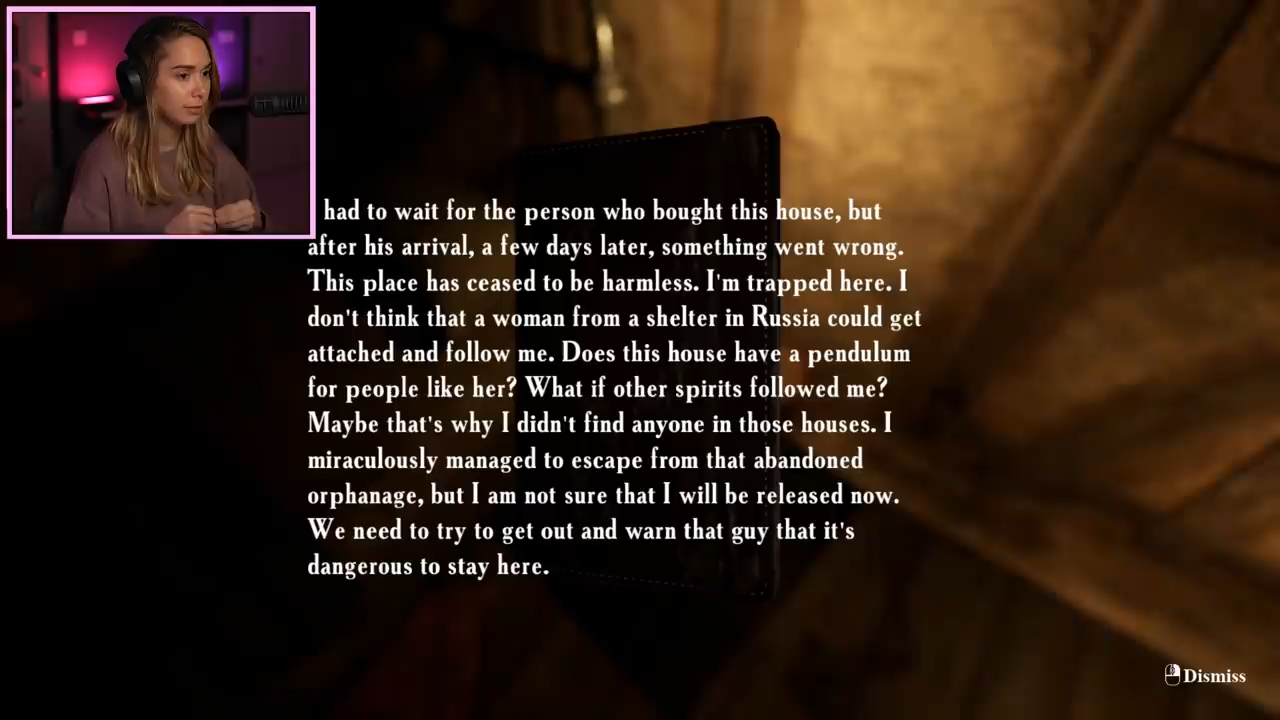 had to wait for the person who bought this house, but
after his arrival, a few days later, something went wrong.
This place has ceased to be harmless. I'm trapped here. I
don't think that a woman from a shelter in Russia could get
attached and follow me. Does this house have a pendulum
for people like her? What if other spirits followed me?
Maybe that's why I didn't find anyone in those houses. I
miraculously managed to escape from that abandoned
orphanage, but I am not sure that I will be released now.
We need to try to get out and warn that guy that it's
dangerous to stay here.
Dismiss